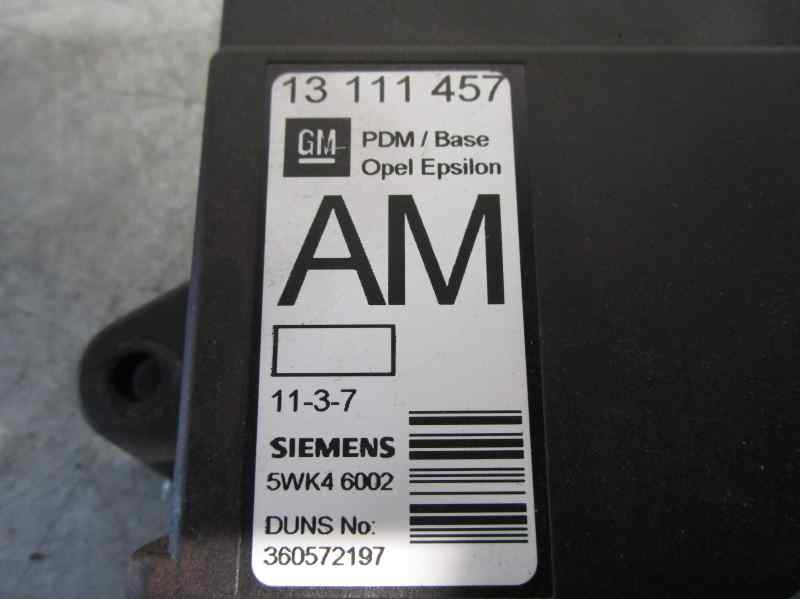 13 111 457
GM
PDM / Base
Opel Epsilon
AM
11-3-7
SIEMENS
5WK4 6002
DUNS No:
360572197